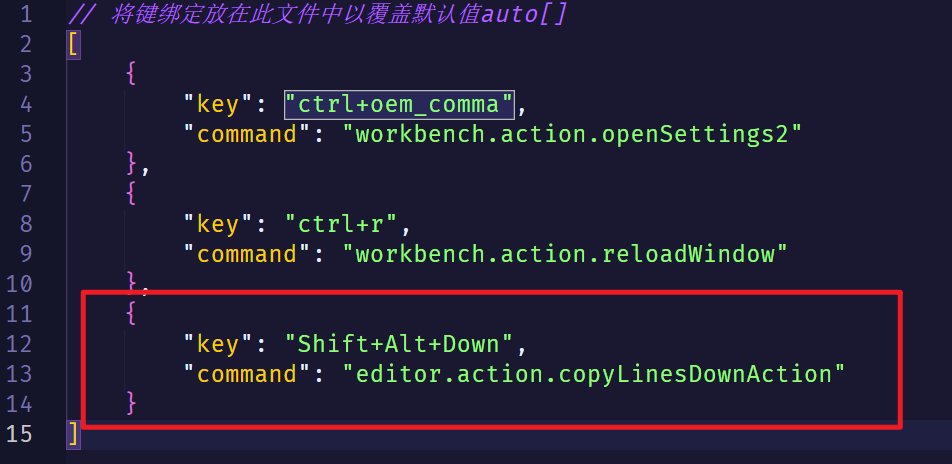 1 // 将键绑定放在此文件中以覆盖默认值auto[]
2 [
3 {
4 "key": "ctrl+oem_comma",
5 "command": "workbench.action.openSettings2"
6 },
7 {
8 "key": "ctrl+r",
9 "command": "workbench.action.reloadWindow"
10 },
11 {
12 "key": "Shift+Alt+Down",
13 "command": "editor.action.copyLinesDownAction"
14 }
15 ]